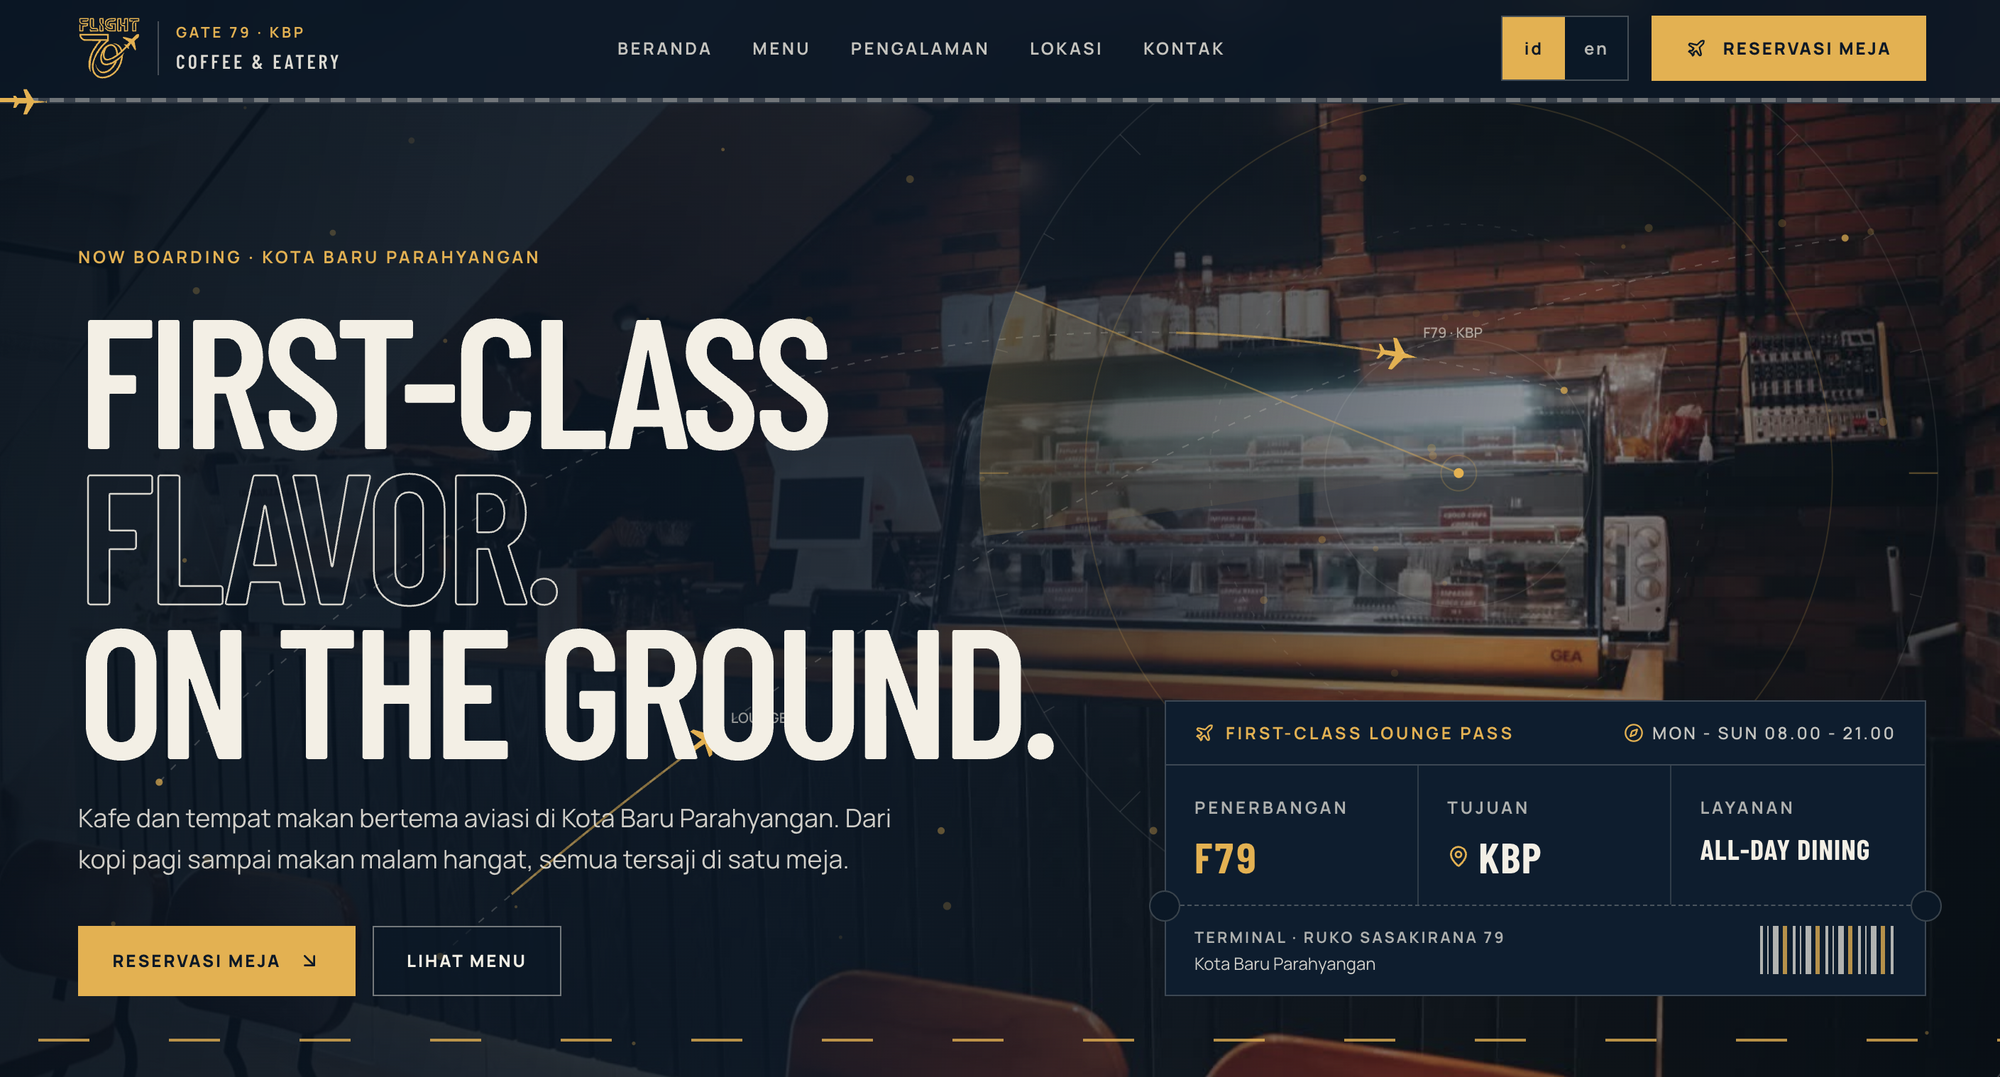 FLIGHT
79
GATE 79 · KBP
COFFEE & EATERY
BERANDA
MENU
PENGALAMAN
LOKASI
KONTAK
id
en
RESERVASI MEJA
NOW BOARDING · KOTA BARU PARAHYANGAN
FIRST-CLASS
FLAVOR.
ON THE GROUND.
F79 · KBP
LOUNGE
GEA
Kafe dan tempat makan bertema aviasi di Kota Baru Parahyangan. Dari
kopi pagi sampai makan malam hangat, semua tersaji di satu meja.
RESERVASI MEJA
LIHAT MENU
FIRST-CLASS LOUNGE PASS
MON - SUN 08.00 - 21.00
PENERBANGAN
F79
TUJUAN
KBP
LAYANAN
ALL-DAY DINING
TERMINAL · RUKO SASAKIRANA 79
Kota Baru Parahyangan